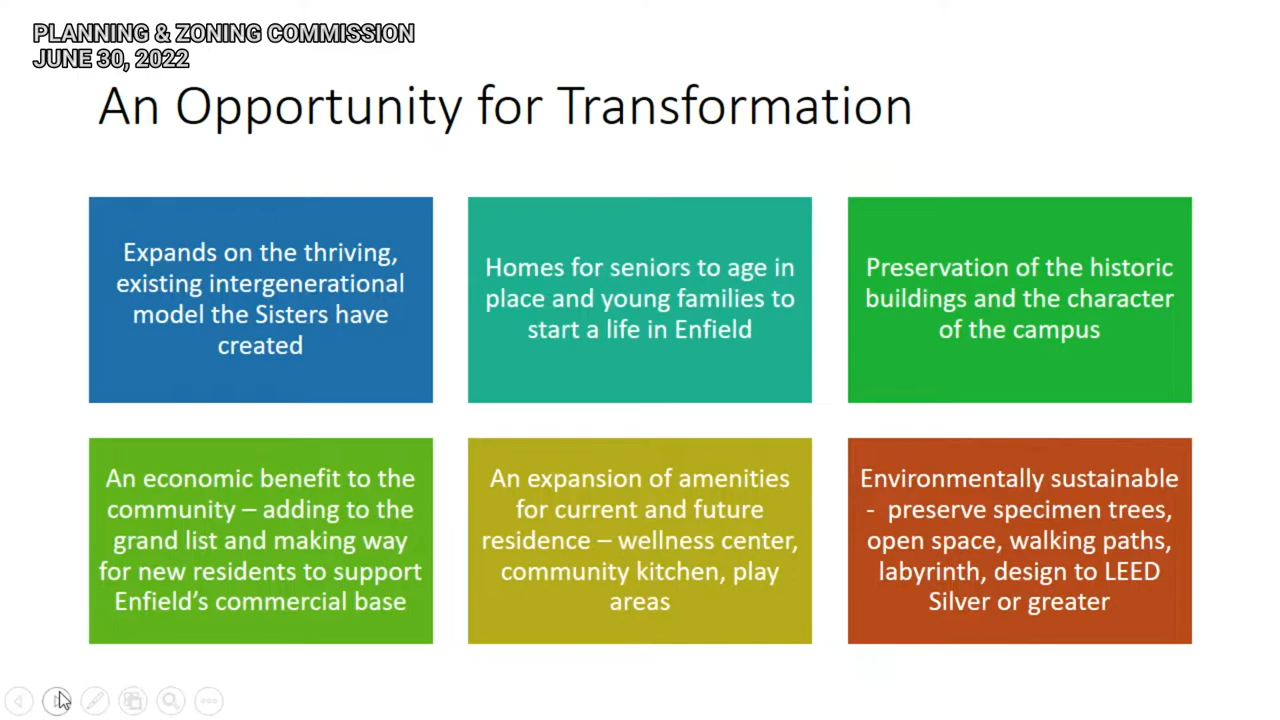 PLANNING & ZONING COMMISSION
JUNE 30, 2022
An Opportunity for Transformation
Expands on the thriving,
existing intergenerational
model the Sisters have
created
Homes for seniors to age in
place and young families to
start a life in Enfield
Preservation of the historic
buildings and the character
of the campus
An economic benefit to the
community – adding to the
grand list and making way
for new residents to support
Enfield's commercial base
An expansion of amenities
for current and future
residence – wellness center,
community kitchen, play
areas
Environmentally sustainable
- preserve specimen trees,
open space, walking paths,
labyrinth, design to LEED
Silver or greater